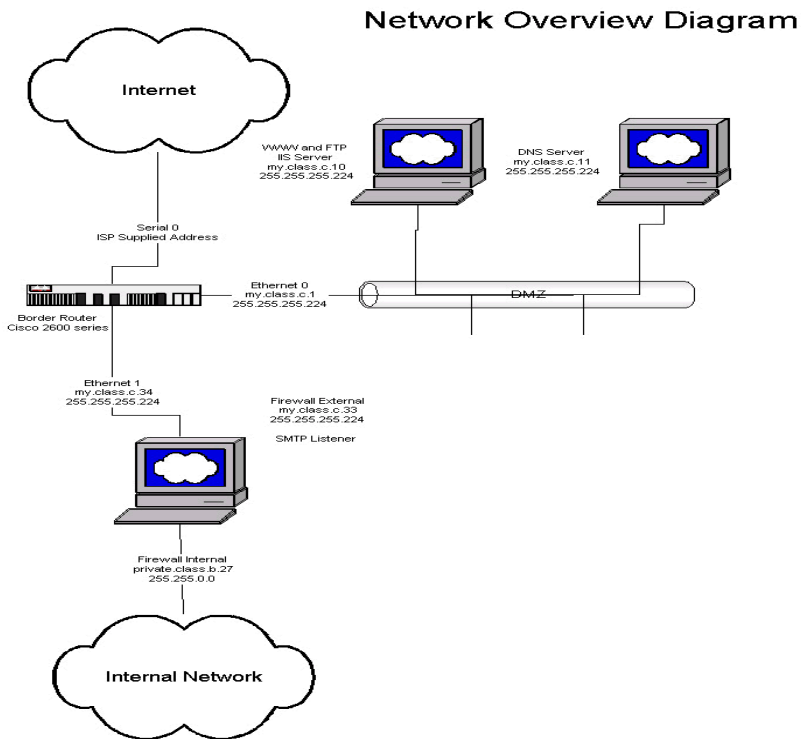 Network Overview Diagram
Internet
WWW and FTP
IIS Server
my.class.c.10
255.255.255.224
DNS Server
my.class.c.11
255.255.255.224
Serial 0
ISP Supplied Address
Ethernet 0
my.class.c.1
255.255.255.224
DMZ
Border Router
Cisco 2600 series
Ethernet 1
my.class.c.34
255.255.255.224
Firewall External
my.class.c.33
255.255.255.224
SMTP Listener
Firewall Internal
private.class.b.27
255.255.0.0
Internal Network